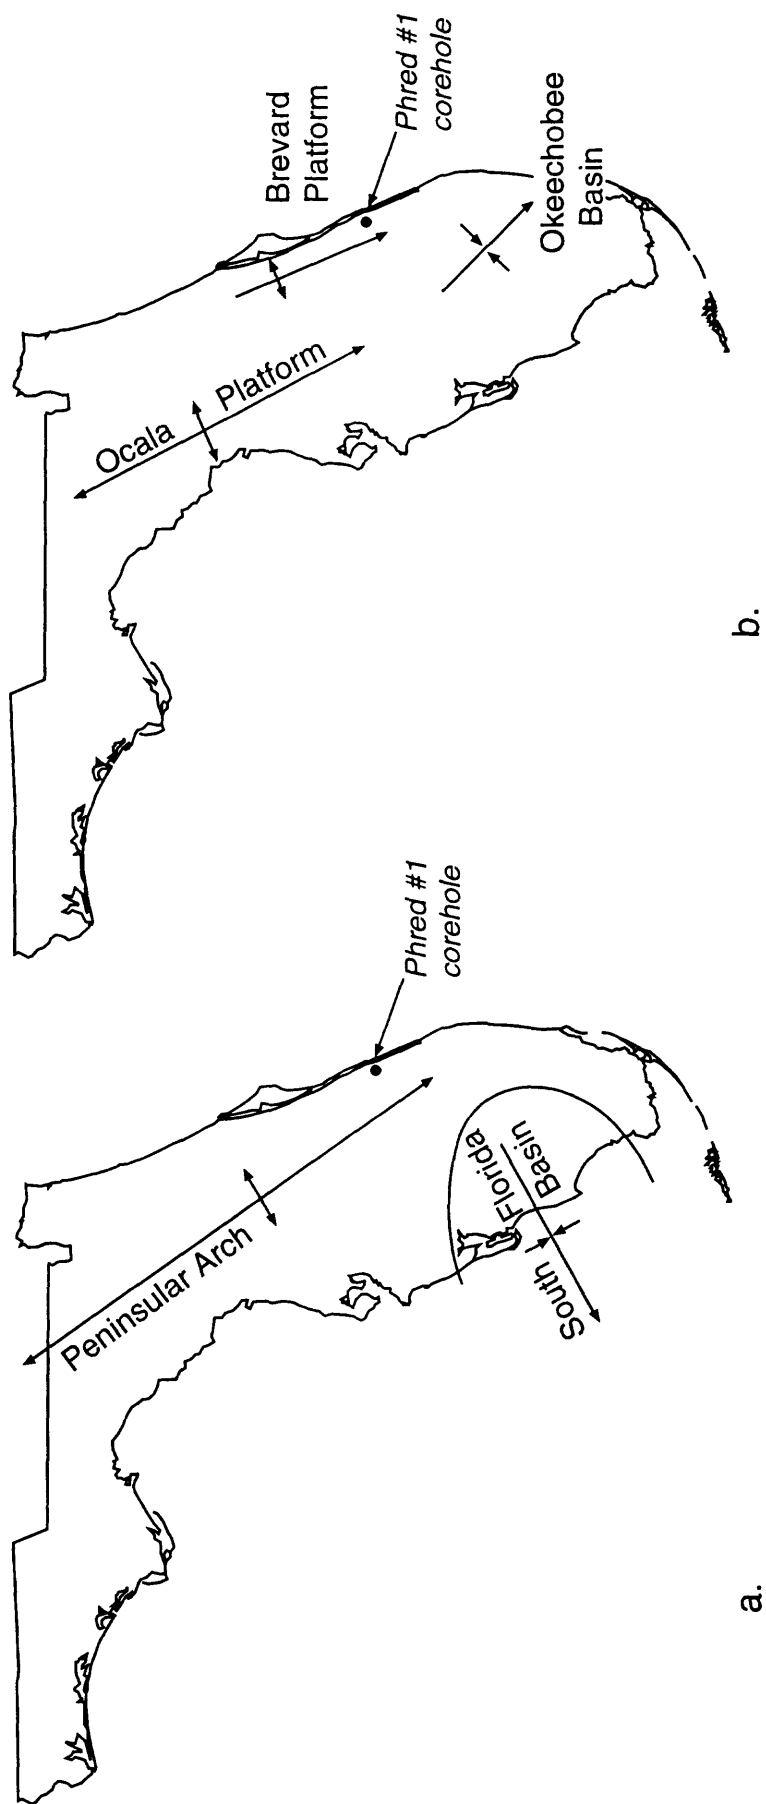 Peninsular Arch
Phred #1
corehole
South Florida
Basin
a.
Ocala Platform
Brevard
Platform
Phred #1
corehole
Okeechobee
Basin
b.